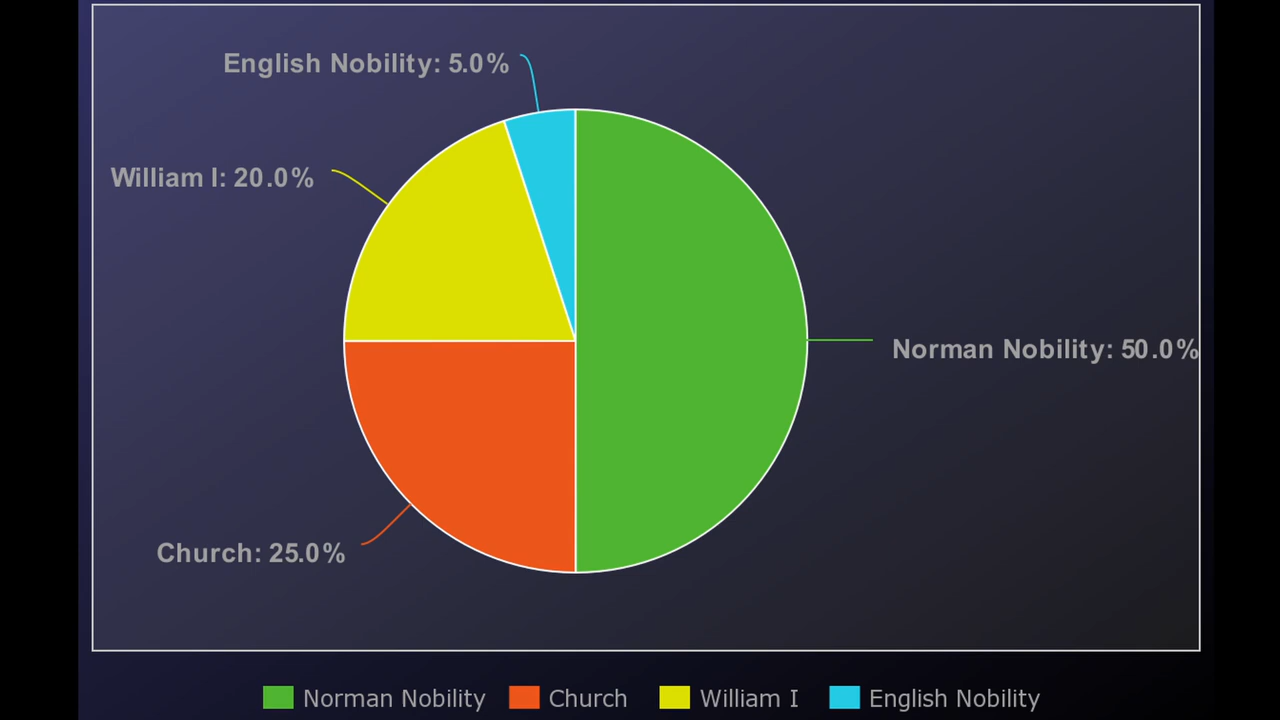 English Nobility: 5.0%
William I: 20.0%
Norman Nobility: 50.0%
Church: 25.0%
Norman Nobility Church William I English Nobility